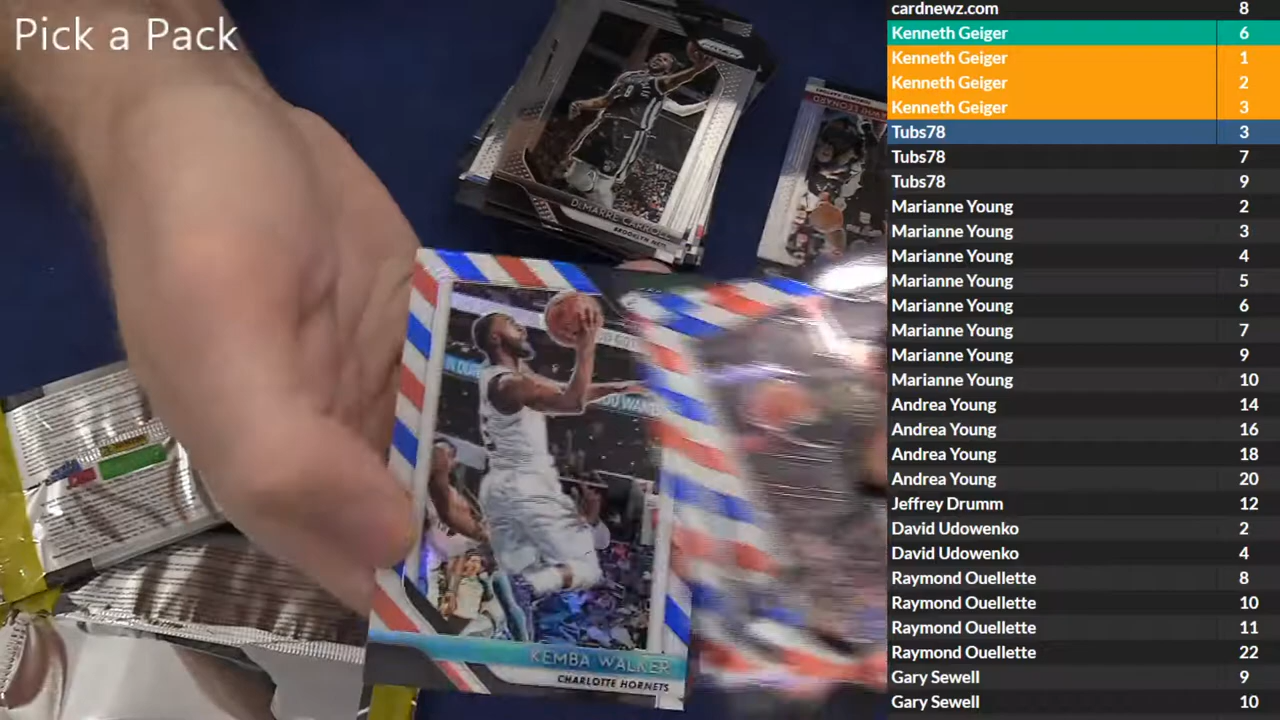 Pick a Pack
cardnewz.com 8
Kenneth Geiger 6
Kenneth Geiger 1
Kenneth Geiger 2
Kenneth Geiger 3
Tubs78 3
Tubs78 7
Tubs78 9
Marianne Young 2
Marianne Young 3
Marianne Young 4
Marianne Young 5
Marianne Young 6
Marianne Young 7
Marianne Young 9
Marianne Young 10
Andrea Young 14
Andrea Young 16
Andrea Young 18
Andrea Young 20
Jeffrey Drumm 12
David Udowenko 2
David Udowenko 4
Raymond Ouellette 8
Raymond Ouellette 10
Raymond Ouellette 11
Raymond Ouellette 22
Gary Sewell 9
Gary Sewell 10
PRIZM
DEMARRE CARROLL
BROOKLYN NETS
LEONARD
KEMBA WALKER
CHARLOTTE HORNETS